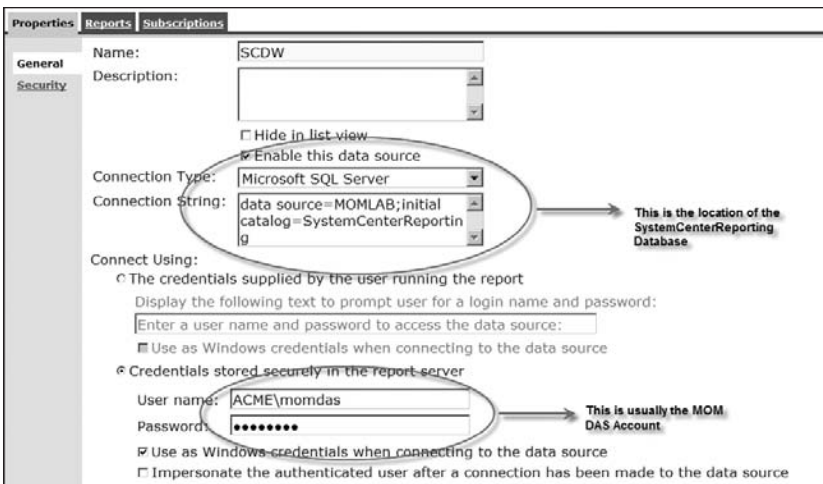 Properties Reports Subscriptions
General
Security
Name: SCDW
Description:
Hide in list view
Enable this data source
Connection Type: Microsoft SQL Server
Connection String: data source=MOMLAB;initial
catalog=SystemCenterReportin
g
This is the location of the
SystemCenterReporting
Database
Connect Using:
The credentials supplied by the user running the report
Display the following text to prompt user for a login name and password:
Enter a user name and password to access the data source:
Use as Windows credentials when connecting to the data source
Credentials stored securely in the report server
User name: ACME\momdas
Password: ●●●●●●●●
This is usually the MOM
DAS Account
Use as Windows credentials when connecting to the data source
Impersonate the authenticated user after a connection has been made to the data source